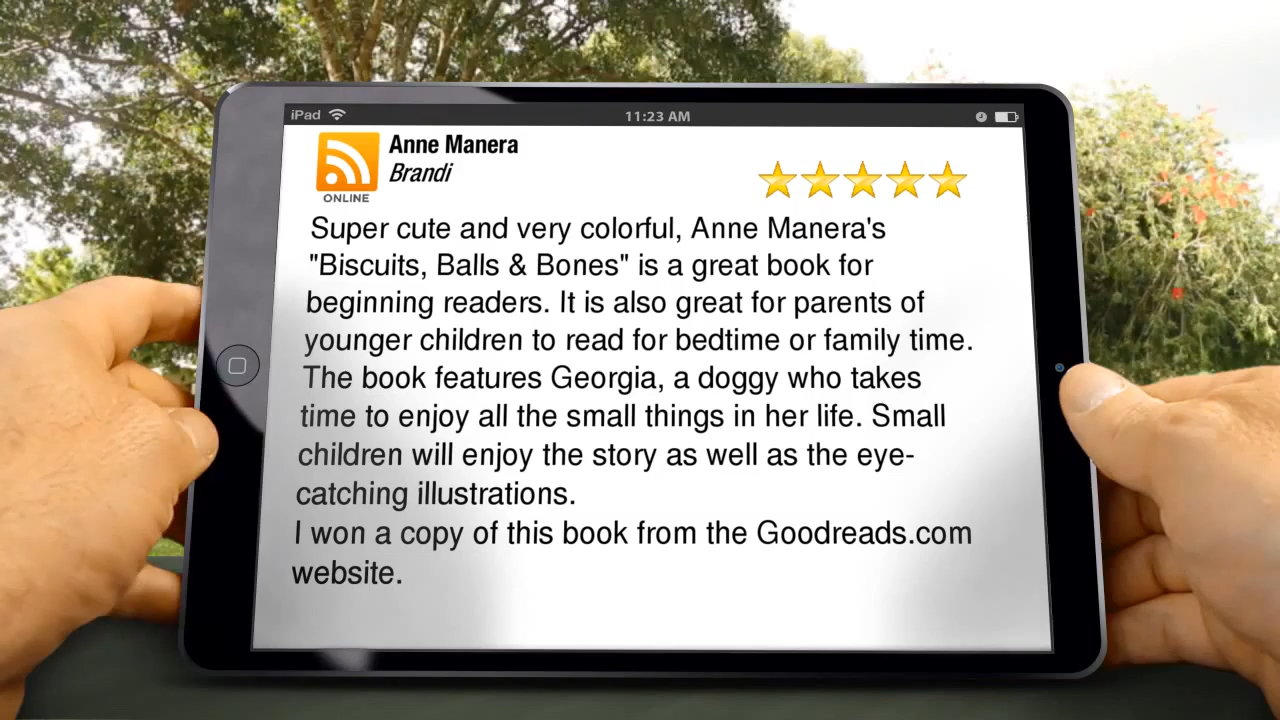 iPad
11:23 AM
Anne Manera
Brandi
ONLINE
Super cute and very colorful, Anne Manera's
"Biscuits, Balls & Bones" is a great book for
beginning readers. It is also great for parents of
younger children to read for bedtime or family time.
The book features Georgia, a doggy who takes
time to enjoy all the small things in her life. Small
children will enjoy the story as well as the eye-
catching illustrations.
I won a copy of this book from the Goodreads.com
website.